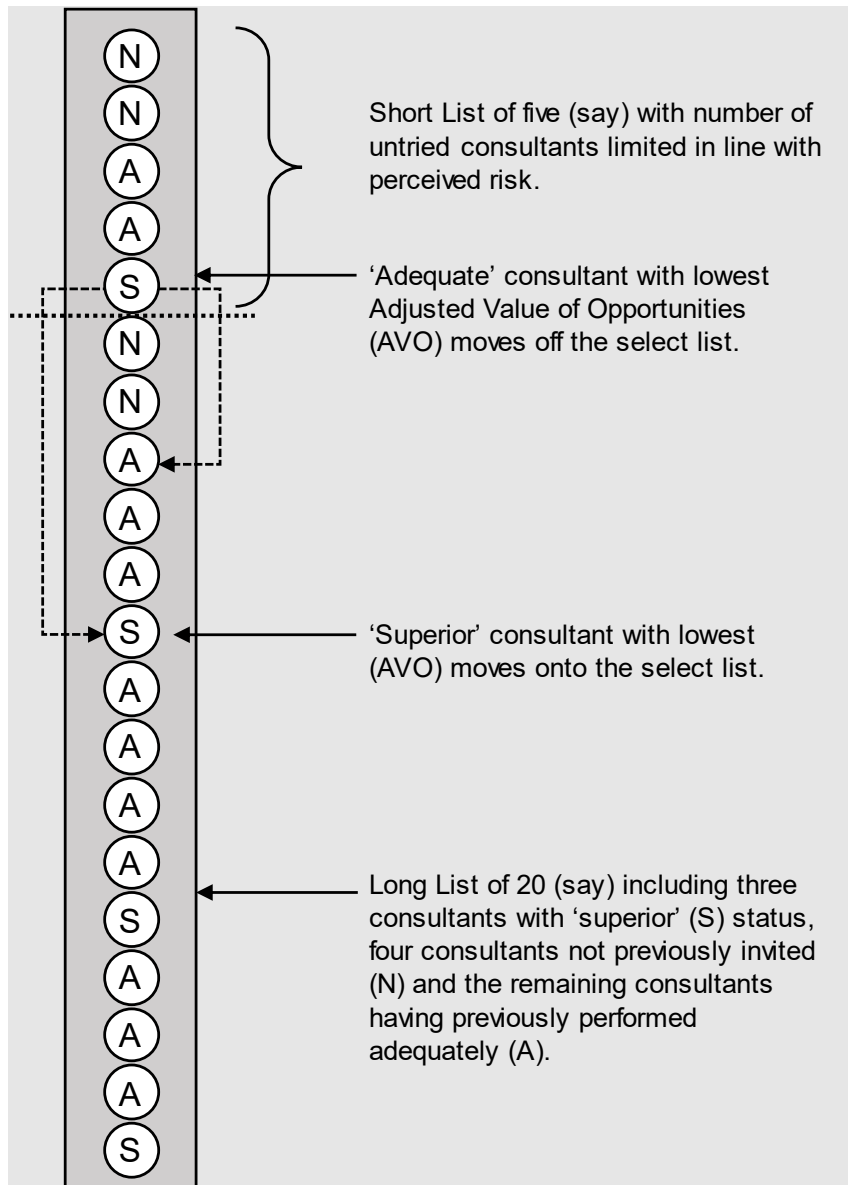 N
N
A
A
S
N
N
A
A
A
S
A
A
A
A
S
A
A
A
S
Short List of five (say) with number of
untried consultants limited in line with
perceived risk.
‘Adequate’ consultant with lowest
Adjusted Value of Opportunities
(AVO) moves off the select list.
‘Superior’ consultant with lowest
(AVO) moves onto the select list.
Long List of 20 (say) including three
consultants with ‘superior’ (S) status,
four consultants not previously invited
(N) and the remaining consultants
having previously performed
adequately (A).